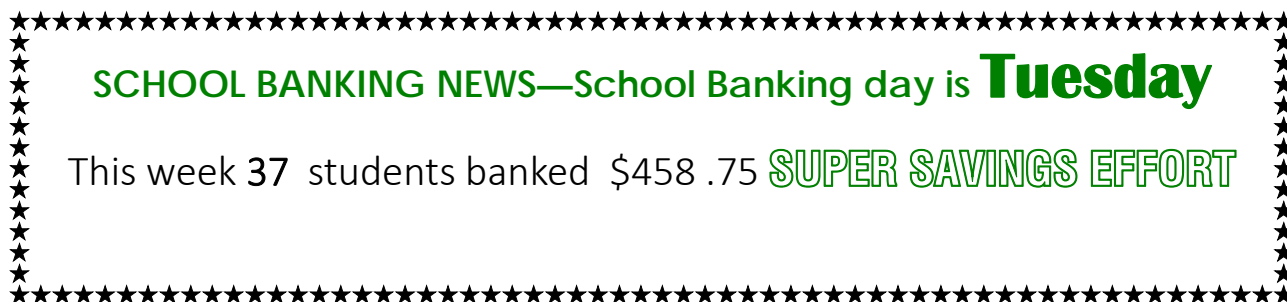 SCHOOL BANKING NEWS—School Banking day is Tuesday
This week 37 students banked $458 .75 SUPER SAVINGS EFFORT